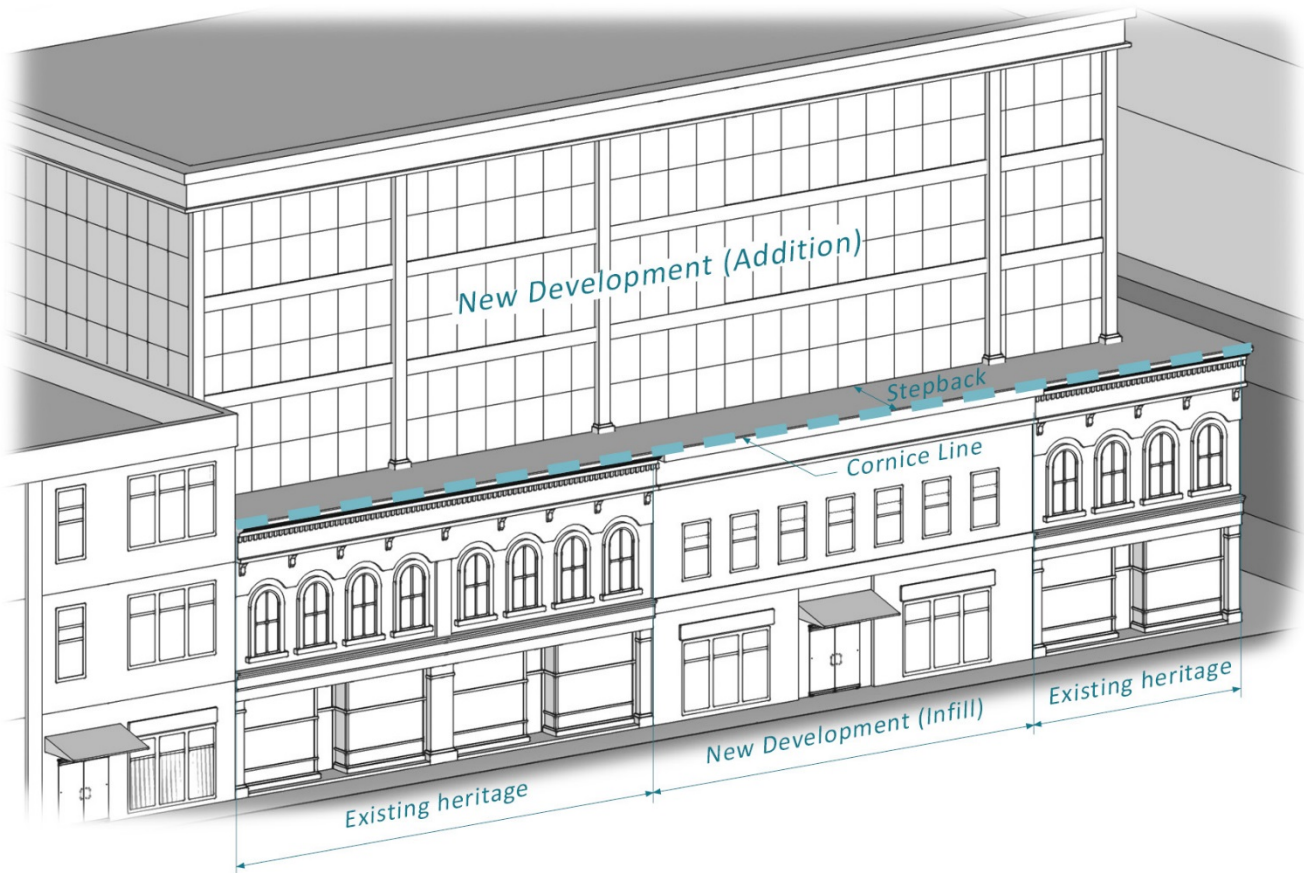 New Development (Addition)
Stepback
Cornice Line
Existing heritage
New Development (Infill)
Existing heritage